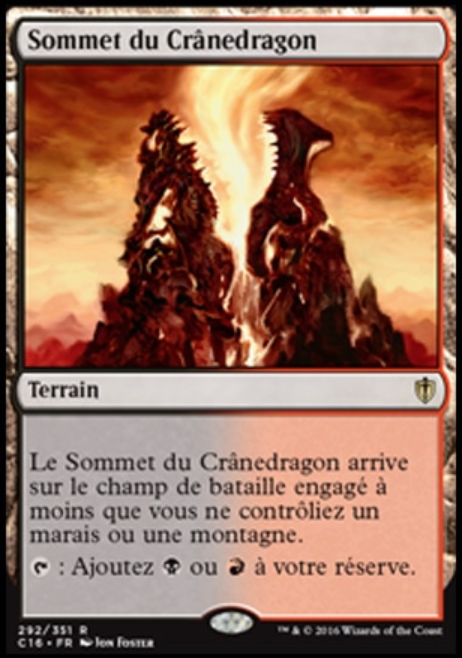 Sommet du Crânedragon
Terrain
Le Sommet du Crânedragon arrive
sur le champ de bataille engagé à
moins que vous ne contrôliez un
marais ou une montagne.
: Ajoutez ou à votre réserve.
292/351 R
C16 • FR Jon Foster
™ & © 2016 Wizards of the Coast